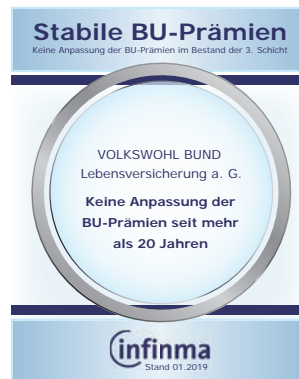 Stabile BU-Prämien
Keine Anpassung der BU-Prämien im Bestand der 3. Schicht
VOLKSWOHL BUND
Lebensversicherung a. G.
Keine Anpassung der
BU-Prämien seit mehr
als 20 Jahren
infinma
Stand 01.2019